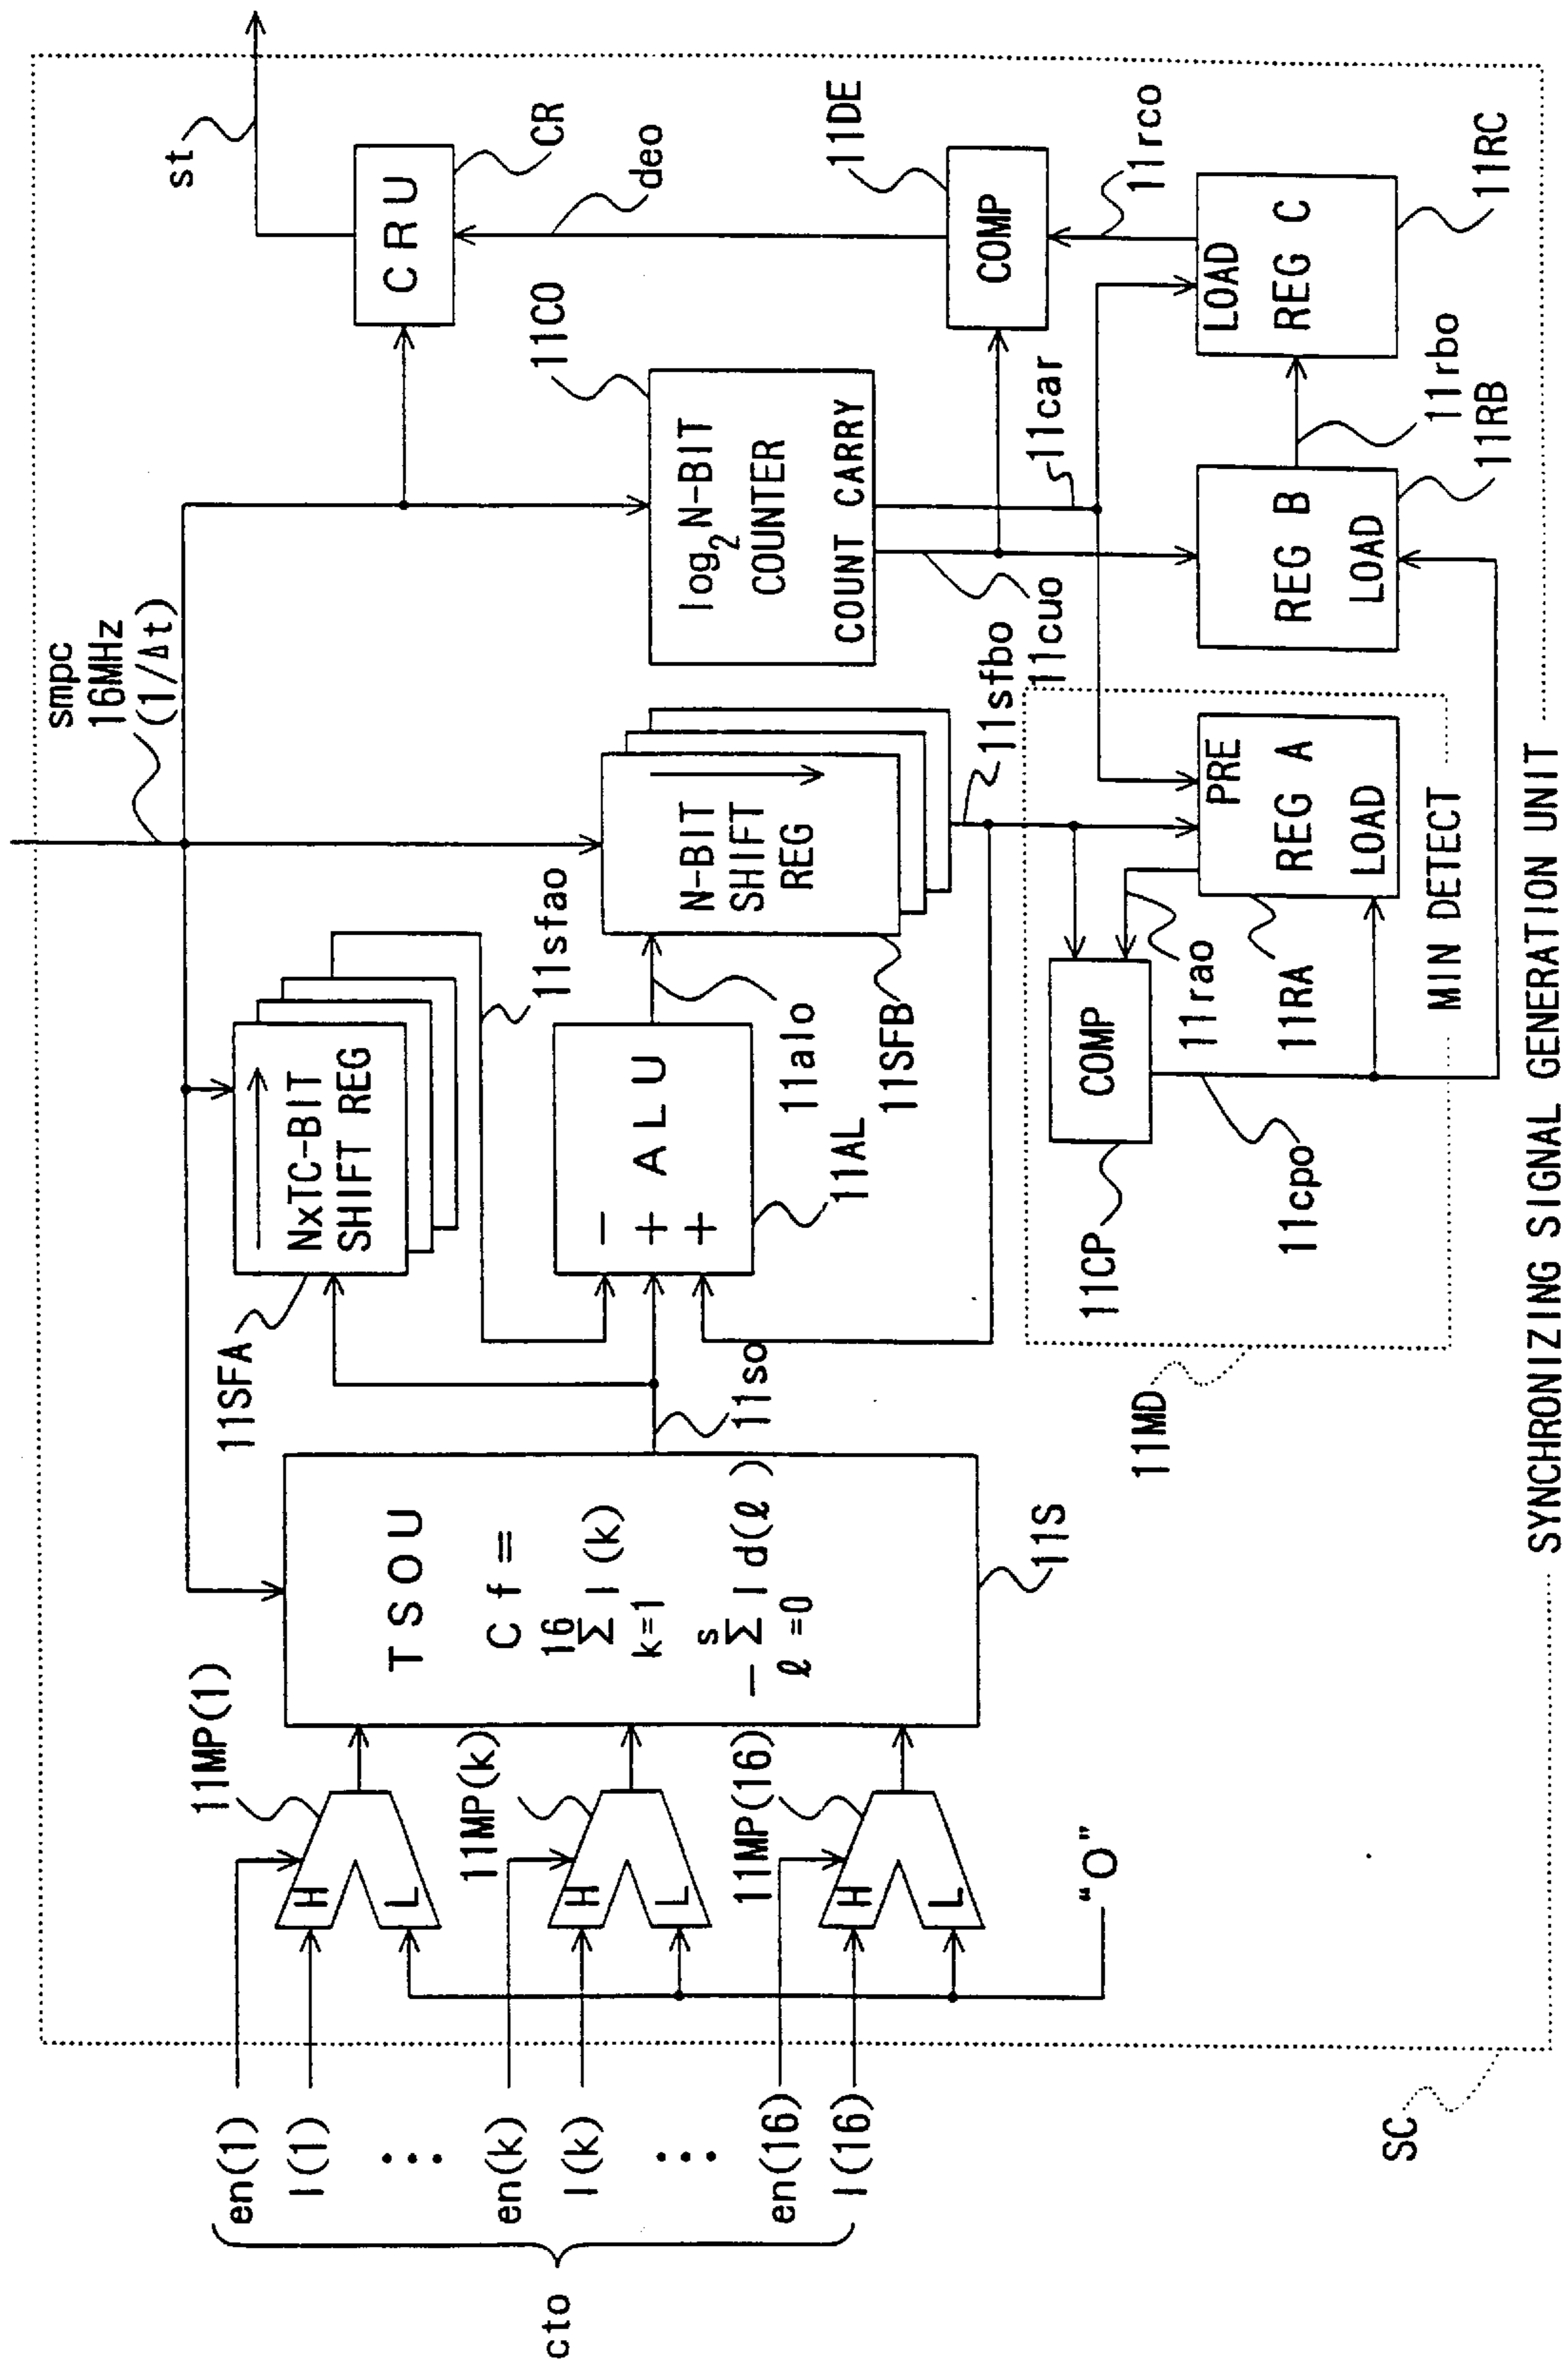 smpc
16MHz
(1/Δt)
st
CRU
CR
deo
11SFA
NxTC-BIT
SHIFT REG
11sfao
11CO
log2N-BIT
COUNTER
COUNT CARRY
11DE
COMP
11rco
11car
11cuo
11MP(1)
en(1)
I(1)
H
L
⋮
11MP(k)
en(k)
I(k)
H
L
⋮
11MP(16)
en(16)
I(16)
H
L
cto
“0”
TSOU
Cf =
16
Σ I(k)
k=1
s
−Σ Id(ℓ)
ℓ=0
11S
11so
−
+ ALU
+
11AL
11alo
N-BIT
SHIFT
REG
11SFB
11sfbo
COMP
11CP
11cpo
11rao
11RA
PRE
REG A
LOAD
MIN DETECT
11MD
REG B
LOAD
11RB
11rbo
LOAD
REG C
11RC
SC
SYNCHRONIZING SIGNAL GENERATION UNIT